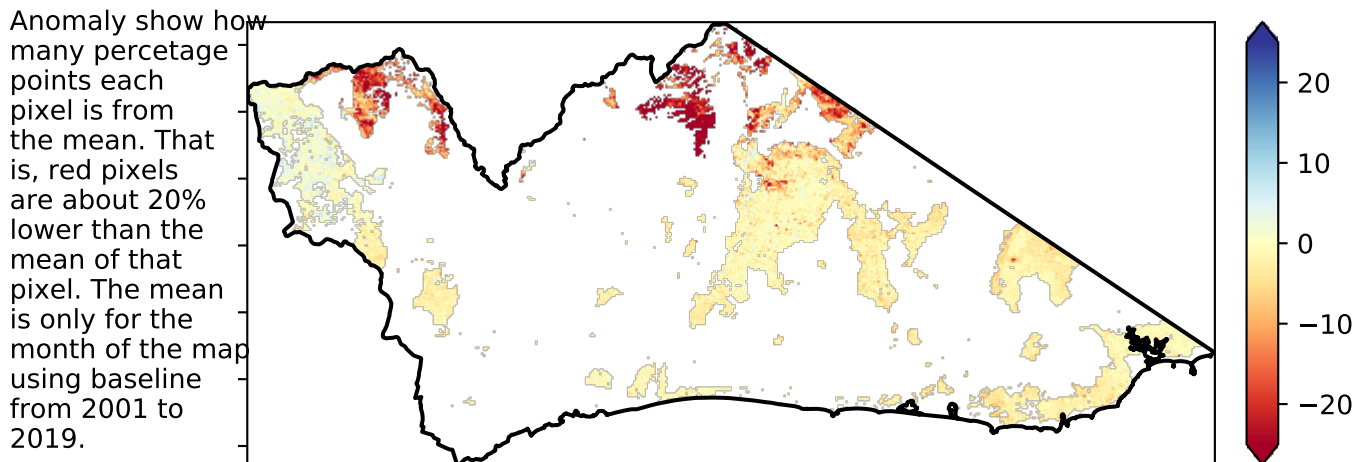 Anomaly show how
many percetage
points each
pixel is from
the mean. That
is, red pixels
are about 20%
lower than the
mean of that
pixel. The mean
is only for the
month of the map
using baseline
from 2001 to
2019.
20
10
0
−10
−20